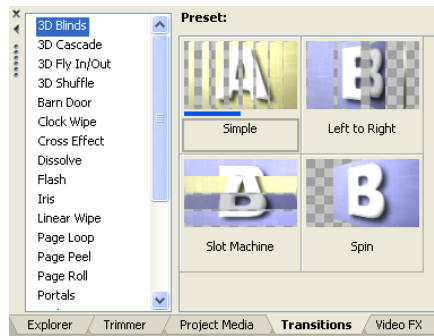 Preset:
3D Blinds
3D Cascade
3D Fly In/Out
3D Shuffle
Barn Door
Clock Wipe
Cross Effect
Dissolve
Flash
Iris
Linear Wipe
Page Loop
Page Peel
Page Roll
Portals
A
Simple
B
Left to Right
Slot Machine
B
Spin
Explorer
Trimmer
Project Media
Transitions
Video FX